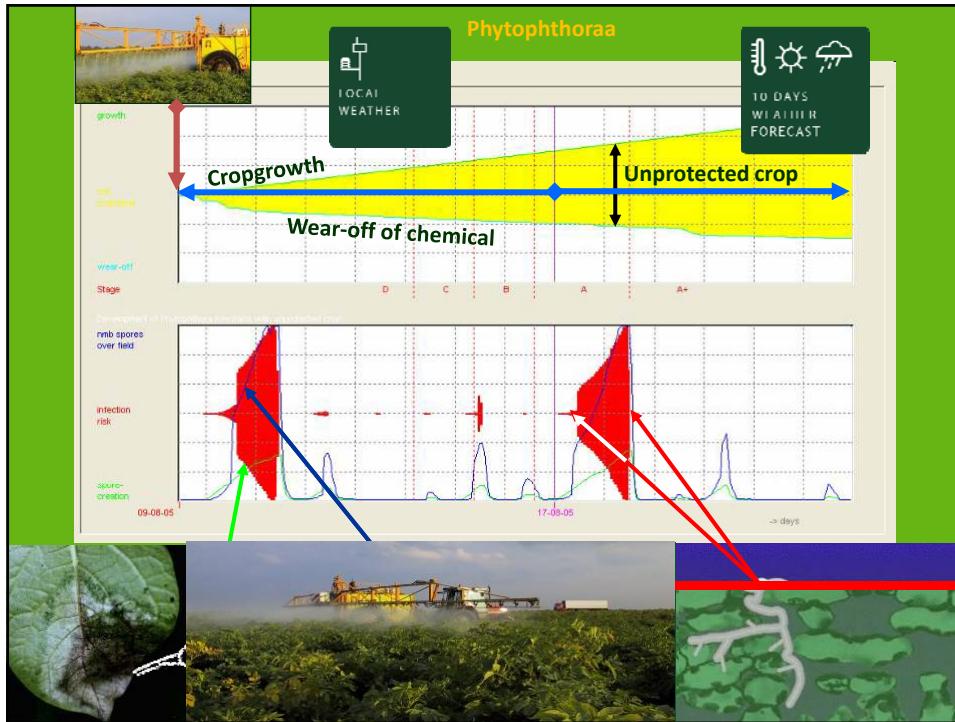 Phytophthoraa
LOCAL
WEATHER
10 DAYS
WEATHER
FORECAST
growth
Cropgrowth
Unprotected crop
Wear-off of chemical
wear-off
Stage
D
C
B
A
A+
nmb spores
over field
infection
risk
spore-
creation
09-08-05
17-08-05
-> days